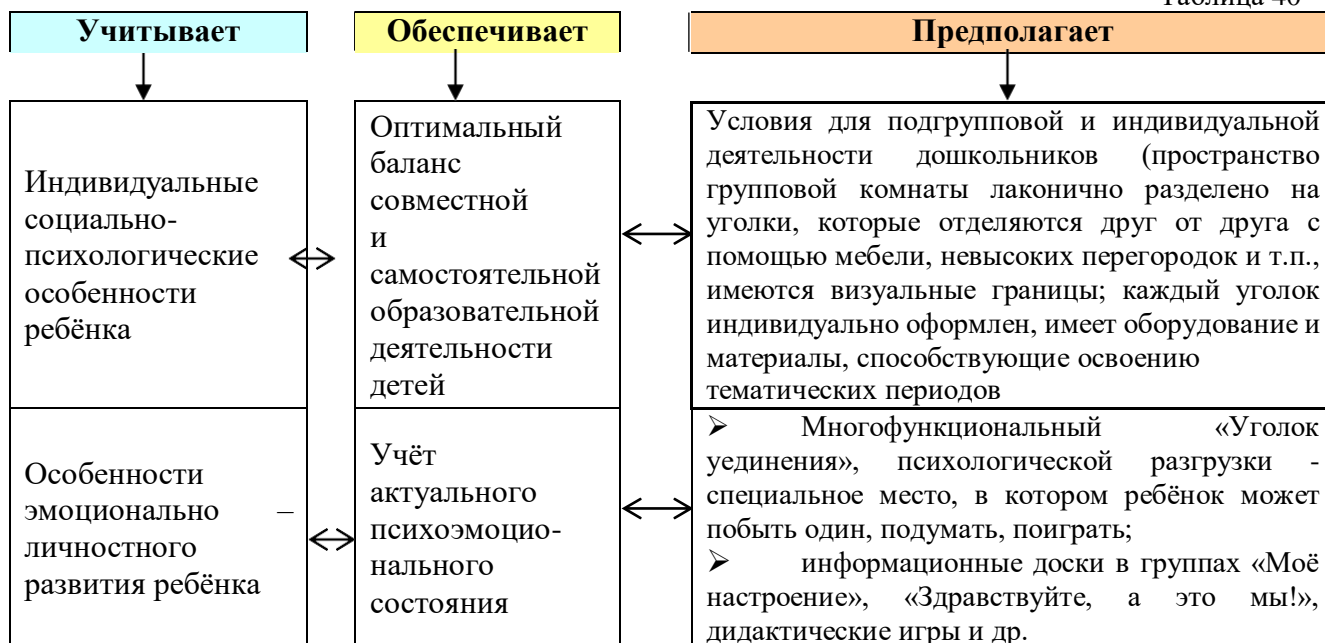 Таблица 40
Учитывает
Обеспечивает
Предполагает
Индивидуальные
социально-
психологические
особенности
ребёнка
Оптимальный
баланс
совместной
и
самостоятельной
образовательной
деятельности
детей
Условия для подгрупповой и индивидуальной
деятельности дошкольников (пространство
групповой комнаты лаконично разделено на
уголки, которые отделяются друг от друга с
помощью мебели, невысоких перегородок и т.п.,
имеются визуальные границы; каждый уголок
индивидуально оформлен, имеет оборудование и
материалы, способствующие освоению
тематических периодов
Особенности
эмоционально –
личностного
развития ребёнка
Учёт
актуального
психоэмоцио-
нального
состояния
➢ Многофункциональный «Уголок
уединения», психологической разгрузки -
специальное место, в котором ребёнок может
побыть один, подумать, поиграть;
➢ информационные доски в группах «Моё
настроение», «Здравствуйте, а это мы!»,
дидактические игры и др.